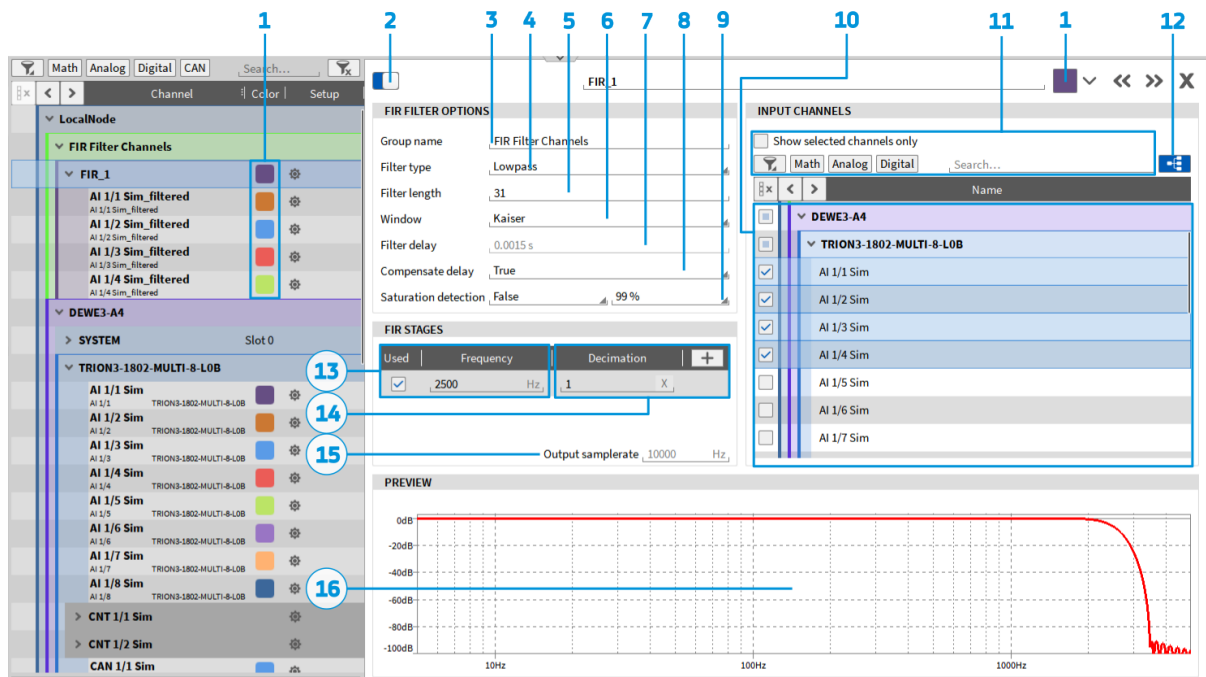 1 2 3 4 5 6 7 8 9 10 11 1 12
Math Analog Digital CAN Search...
Channel Color Setup
LocalNode
FIR Filter Channels
FIR_1
AI 1/1 Sim_filtered
AI 1/1 Sim_filtered
AI 1/2 Sim_filtered
AI 1/2 Sim_filtered
AI 1/3 Sim_filtered
AI 1/3 Sim_filtered
AI 1/4 Sim_filtered
AI 1/4 Sim_filtered
1
DEWE3-A4
SYSTEM Slot 0
TRION3-1802-MULTI-8-L0B
AI 1/1 Sim
AI 1/1 TRION3-1802-MULTI-8-L0B
AI 1/2 Sim
AI 1/2 TRION3-1802-MULTI-8-L0B
AI 1/3 Sim
AI 1/3 TRION3-1802-MULTI-8-L0B
AI 1/4 Sim
AI 1/4 TRION3-1802-MULTI-8-L0B
AI 1/5 Sim
AI 1/5 TRION3-1802-MULTI-8-L0B
AI 1/6 Sim
AI 1/6 TRION3-1802-MULTI-8-L0B
AI 1/7 Sim
AI 1/7 TRION3-1802-MULTI-8-L0B
AI 1/8 Sim
AI 1/8 TRION3-1802-MULTI-8-L0B
CNT 1/1 Sim
CNT 1/2 Sim
CAN 1/1 Sim
FIR_1
X
FIR FILTER OPTIONS
Group name FIR Filter Channels
Filter type Lowpass
Filter length 31
Window Kaiser
Filter delay 0.0015 s
Compensate delay True
Saturation detection False 99 %
FIR STAGES
Used Frequency Decimation +
2500 Hz 1 X
13
14
15
Output samplerate 10000 Hz
INPUT CHANNELS
Show selected channels only
Math Analog Digital Search...
Name
DEWE3-A4
TRION3-1802-MULTI-8-L0B
AI 1/1 Sim
AI 1/2 Sim
AI 1/3 Sim
AI 1/4 Sim
AI 1/5 Sim
AI 1/6 Sim
AI 1/7 Sim
PREVIEW
0dB
-20dB
-40dB
-60dB
-80dB
-100dB
16
10Hz 100Hz 1000Hz